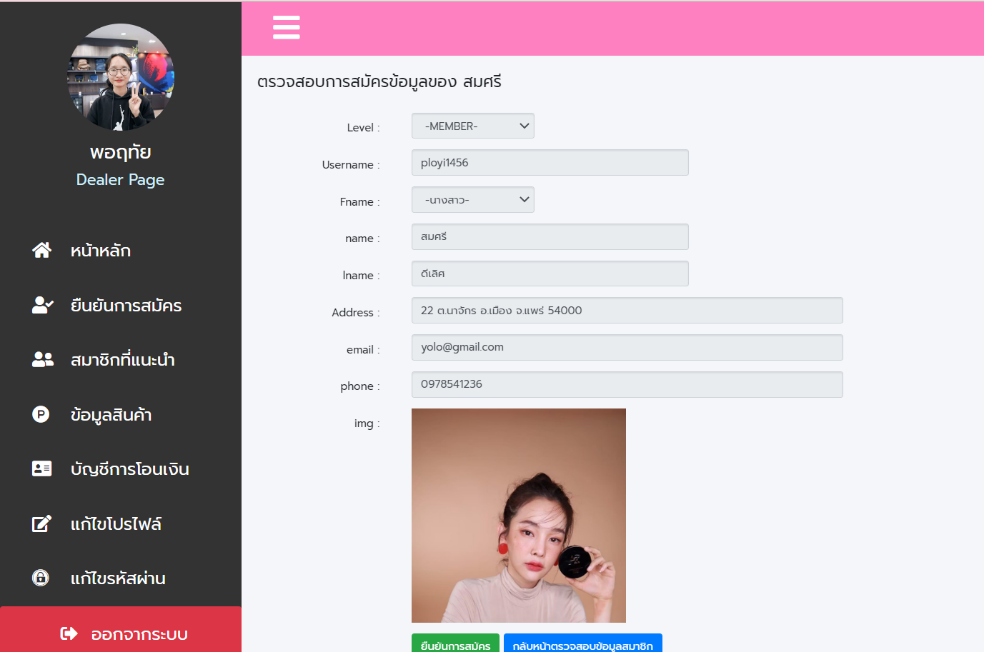 พอฤทัย
Dealer Page
หน้าหลัก
ยืนยันการสมัคร
สมาชิกที่แนะนำ
ข้อมูลสินค้า
บัญชีการโอนเงิน
แก้ไขโปรไฟล์
แก้ไขรหัสผ่าน
ออกจากระบบ
ตรวจสอบการสมัครข้อมูลของ สมศรี
Level : -MEMBER-
Username : ployi1456
Fname : -นางสาว-
name : สมศรี
lname : ดีเลิศ
Address : 22 ต.นาจักร อ.เมือง จ.แพร่ 54000
email : yolo@gmail.com
phone : 0978541236
img :
ยืนยันการสมัคร กลับหน้าตรวจสอบข้อมูลสมาชิก